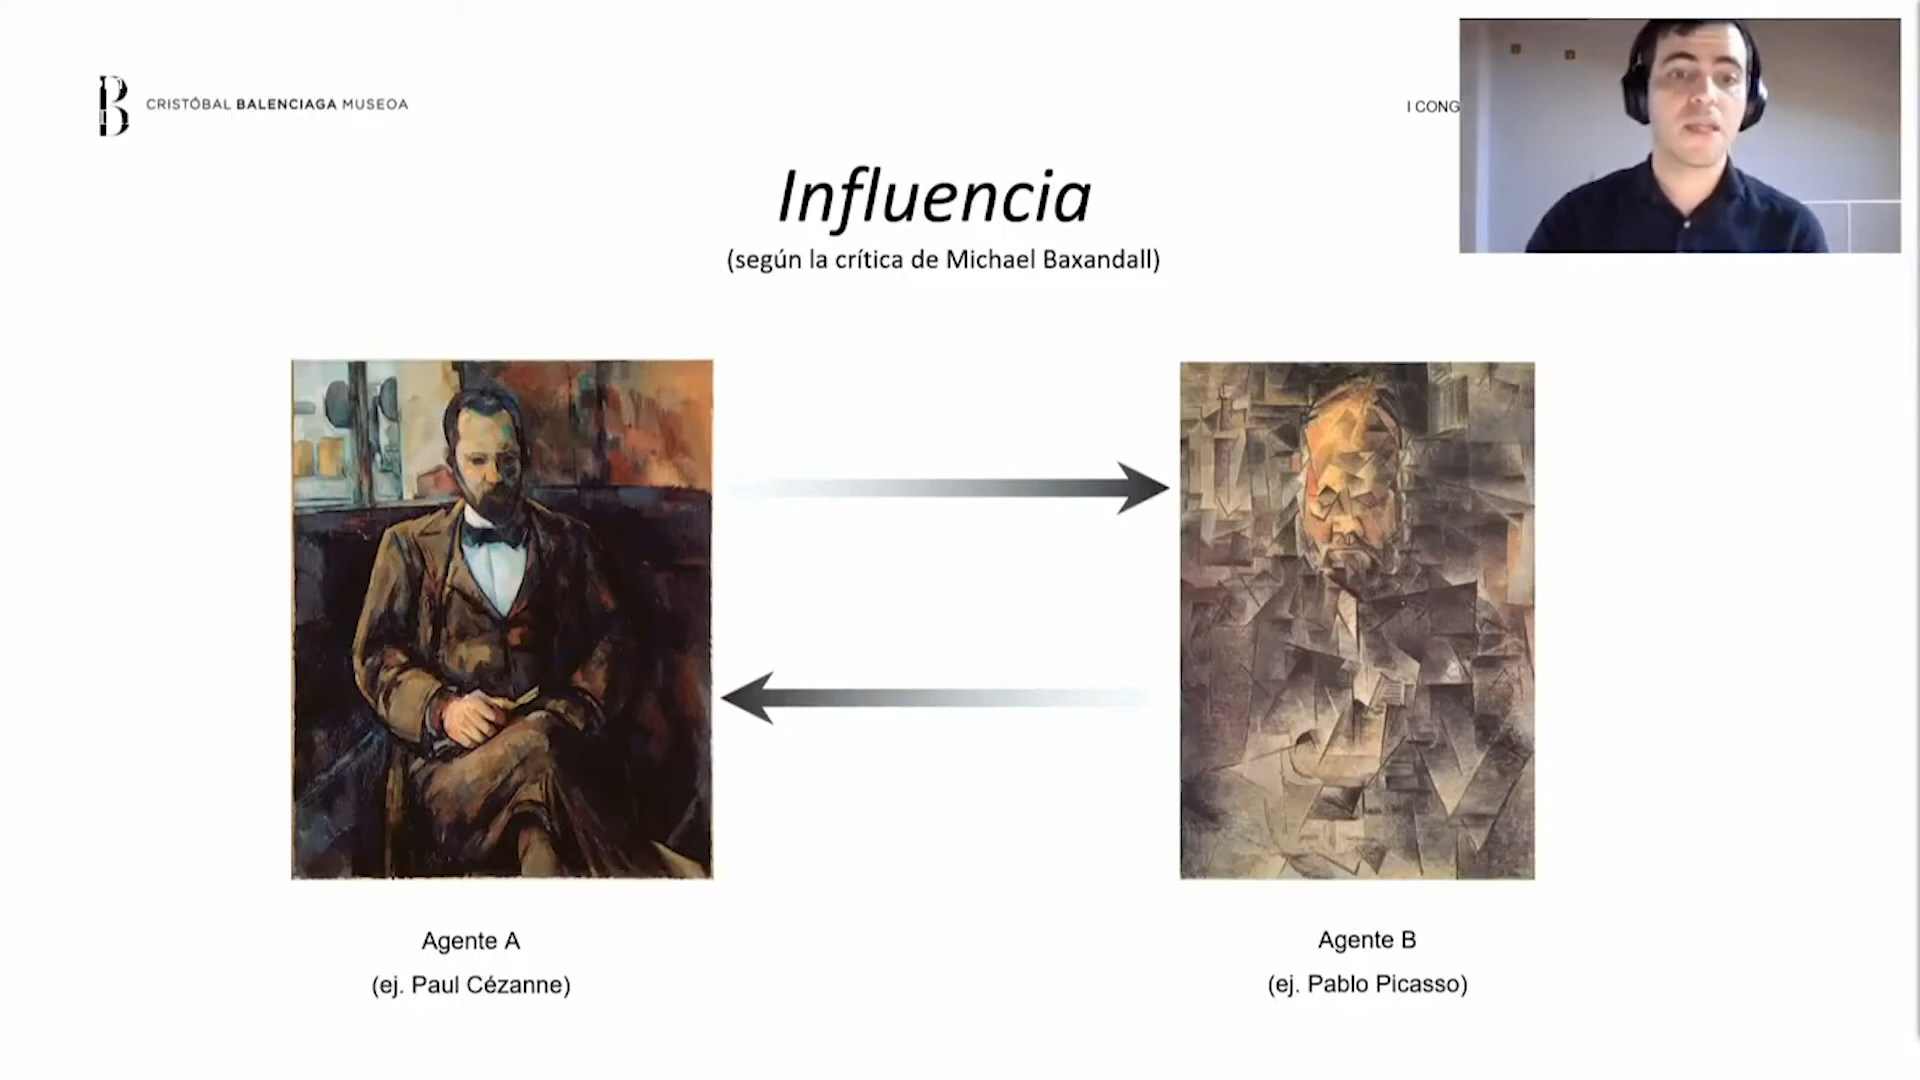 B
CRISTÓBAL BALENCIAGA MUSEOA
I CONG
Influencia
(según la crítica de Michael Baxandall)
Agente A
(ej. Paul Cézanne)
Agente B
(ej. Pablo Picasso)